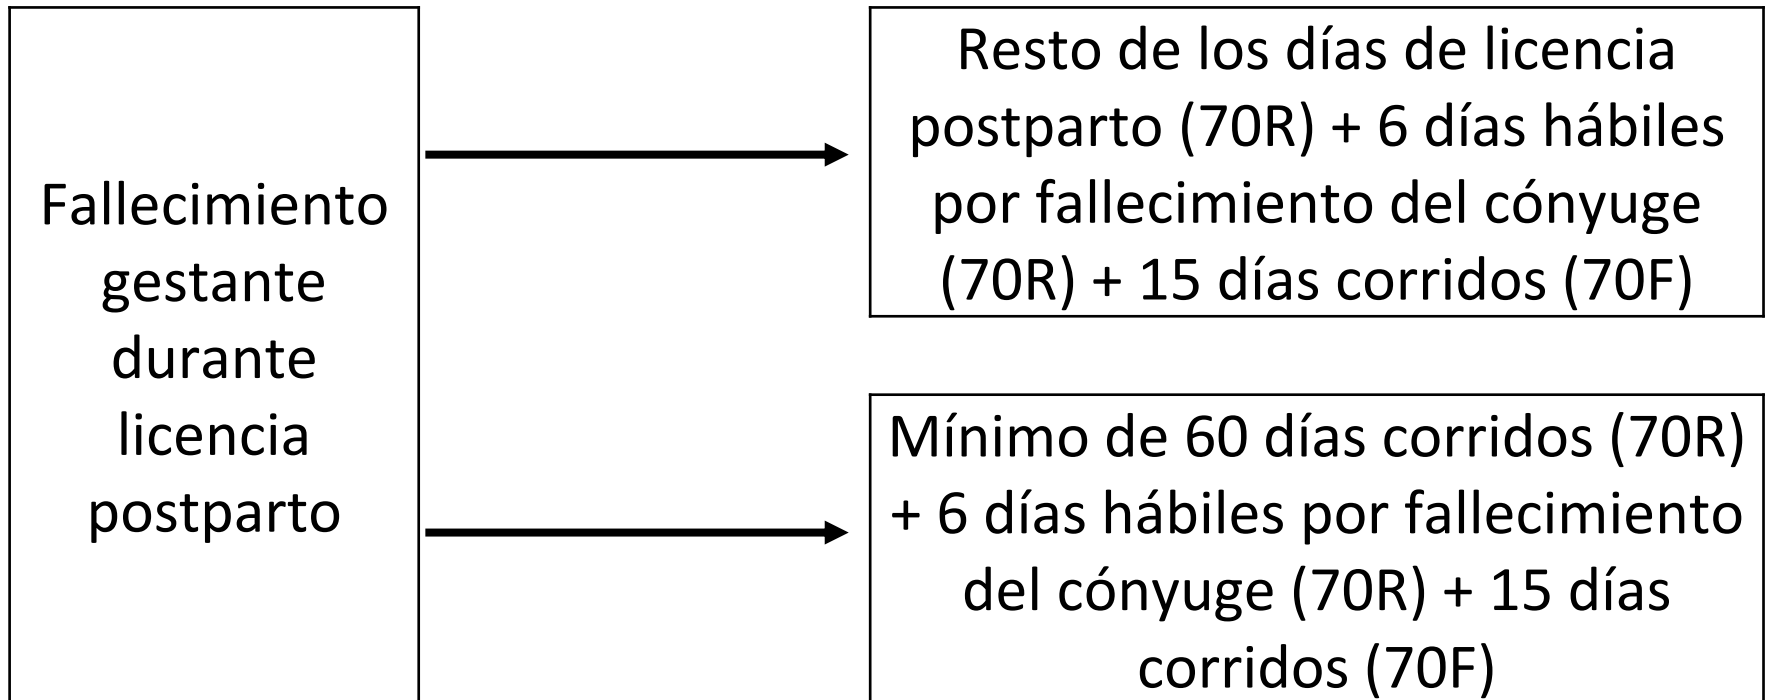 Fallecimiento
gestante
durante
licencia
postparto
Resto de los días de licencia
postparto (70R) + 6 días hábiles
por fallecimiento del cónyuge
(70R) + 15 días corridos (70F)
Mínimo de 60 días corridos (70R)
+ 6 días hábiles por fallecimiento
del cónyuge (70R) + 15 días
corridos (70F)